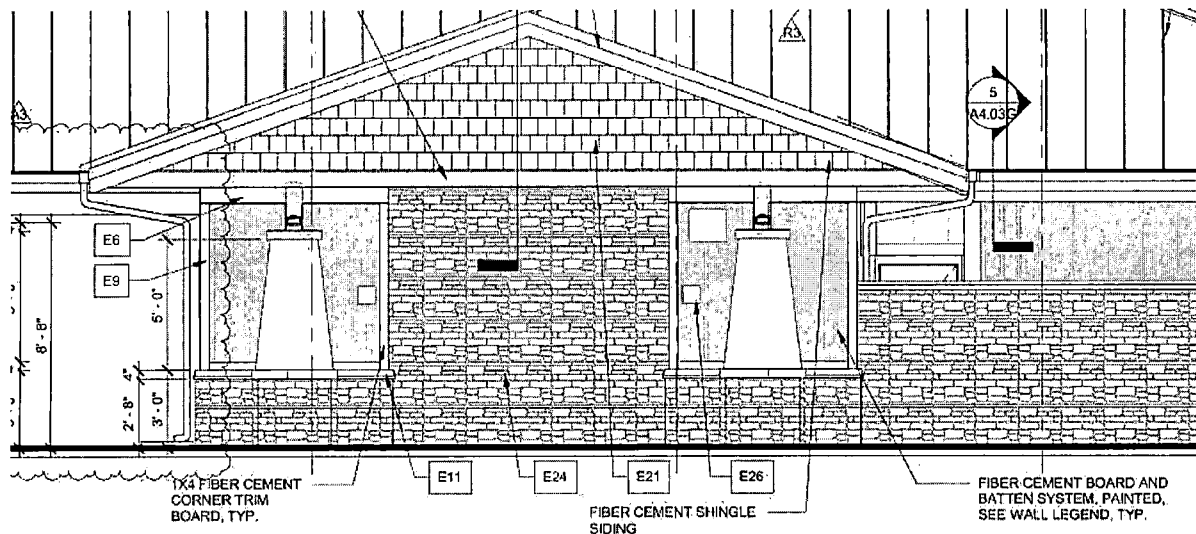 R3
5
A4.03G
A3
E6
E9
5' - 0"
8' - 8"
4"
2' - 8"
3' - 0"
E11
E24
E21
E26
1X4 FIBER CEMENT
CORNER TRIM
BOARD, TYP.
FIBER CEMENT SHINGLE
SIDING
FIBER CEMENT BOARD AND
BATTEN SYSTEM, PAINTED,
SEE WALL LEGEND, TYP.